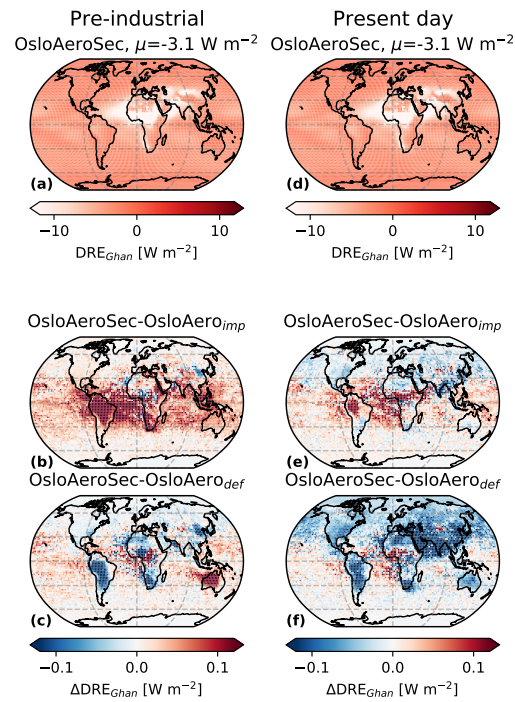 Pre-industrial
Present day
OsloAeroSec, μ=-3.1 W m⁻²
OsloAeroSec, μ=-3.1 W m⁻²
(a)
(d)
−10 0 10
−10 0 10
DRE_Ghan [W m⁻²]
DRE_Ghan [W m⁻²]
OsloAeroSec-OsloAero_imp
OsloAeroSec-OsloAero_imp
(b)
(e)
OsloAeroSec-OsloAero_def
OsloAeroSec-OsloAero_def
(c)
(f)
−0.1 0.0 0.1
−0.1 0.0 0.1
ΔDRE_Ghan [W m⁻²]
ΔDRE_Ghan [W m⁻²]